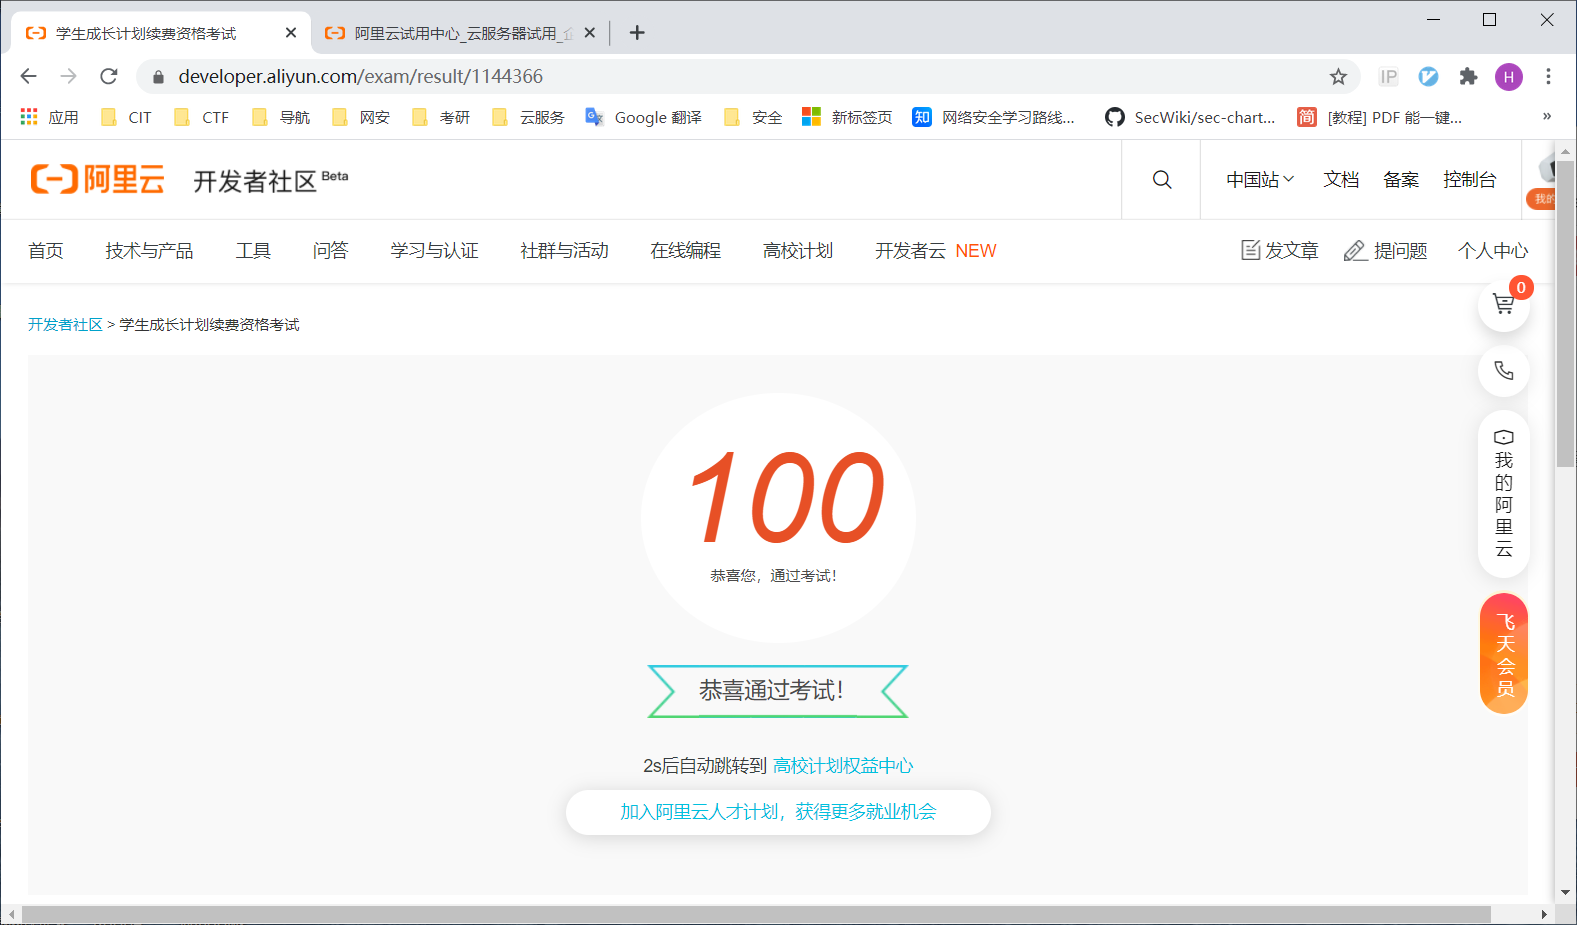 学生成长计划续费资格考试
阿里云试用中心_云服务器试用_企
developer.aliyun.com/exam/result/1144366
IP
H
应用 CIT CTF 导航 网安 考研 云服务 Google 翻译 安全 新标签页 知 网络安全学习路线... SecWiki/sec-chart... 简 [教程] PDF 能一键... »
阿里云 开发者社区 Beta
中国站 文档 备案 控制台
我的
首页 技术与产品 工具 问答 学习与认证 社群与活动 在线编程 高校计划 开发者云 NEW 发文章 提问题 个人中心
0
开发者社区 > 学生成长计划续费资格考试
100
恭喜您，通过考试！
恭喜通过考试！
2s后自动跳转到 高校计划权益中心
加入阿里云人才计划，获得更多就业机会
我的阿里云
飞天会员